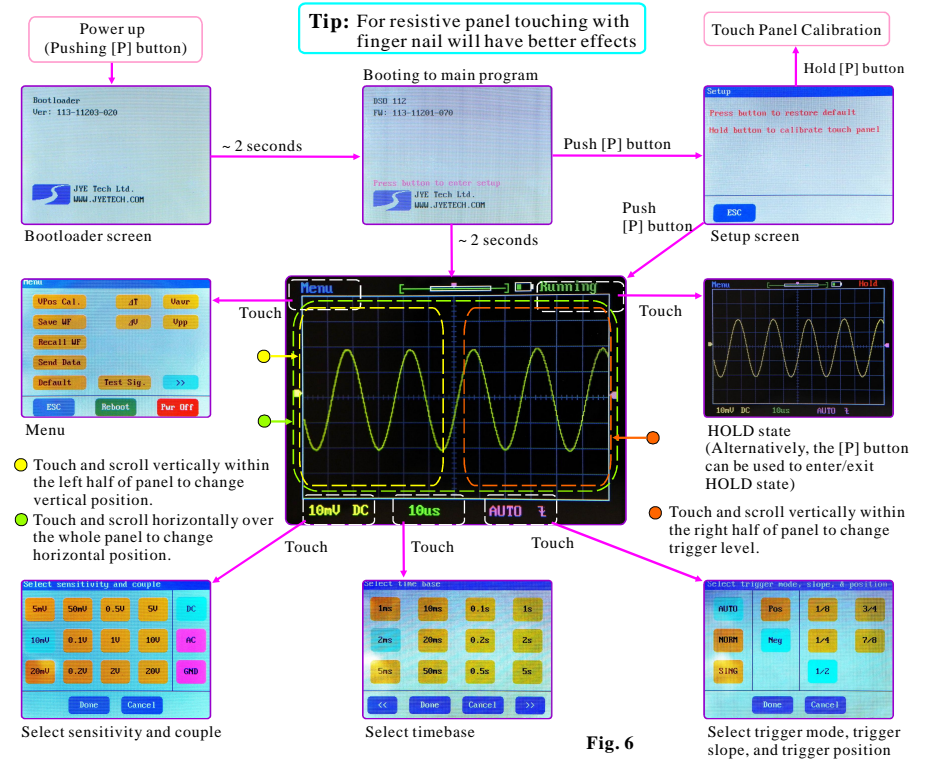 Power up
(Pushing [P] button)
Tip: For resistive panel touching with
finger nail will have better effects
Touch Panel Calibration
Hold [P] button
Booting to main program
Bootloader
Ver: 113-11203-020
JYE Tech Ltd.
WWW.JYETECH.COM
Bootloader screen
~ 2 seconds
DSO 112
FW: 113-11201-070
Press button to enter setup
JYE Tech Ltd.
WWW.JYETECH.COM
Push [P] button
Setup
Press button to restore default
Hold button to calibrate touch panel
ESC
Setup screen
~ 2 seconds
Push
[P] button
Menu
VPos Cal.
ΔT
Vavr
Save WF
ΔV
Vpp
Recall WF
Send Data
Default
Test Sig.
>>
ESC
Reboot
Pwr Off
Menu
Touch
Menu
Running
10mV DC
10us
AUTO
Touch
Menu
Hold
10mV DC
10us
AUTO
HOLD state
(Alternatively, the [P] button
can be used to enter/exit
HOLD state)
Touch and scroll vertically within
the left half of panel to change
vertical position.
Touch and scroll horizontally over
the whole panel to change
horizontal position.
Touch and scroll vertically within
the right half of panel to change
trigger level.
Touch
Touch
Touch
Select sensitivity and couple
5mV 50mV 0.5V 5V DC
10mV 0.1V 1V 10V AC
20mV 0.2V 2V 20V GND
Done Cancel
Select sensitivity and couple
Select time base
1ms 10ms 0.1s 1s
2ms 20ms 0.2s 2s
5ms 50ms 0.5s 5s
<< Done Cancel >>
Select timebase
Select trigger mode, slope, & position
AUTO Pos 1/8 3/4
NORM Neg 1/4 7/8
SING 1/2
Done Cancel
Select trigger mode, trigger
slope, and trigger position
Fig. 6